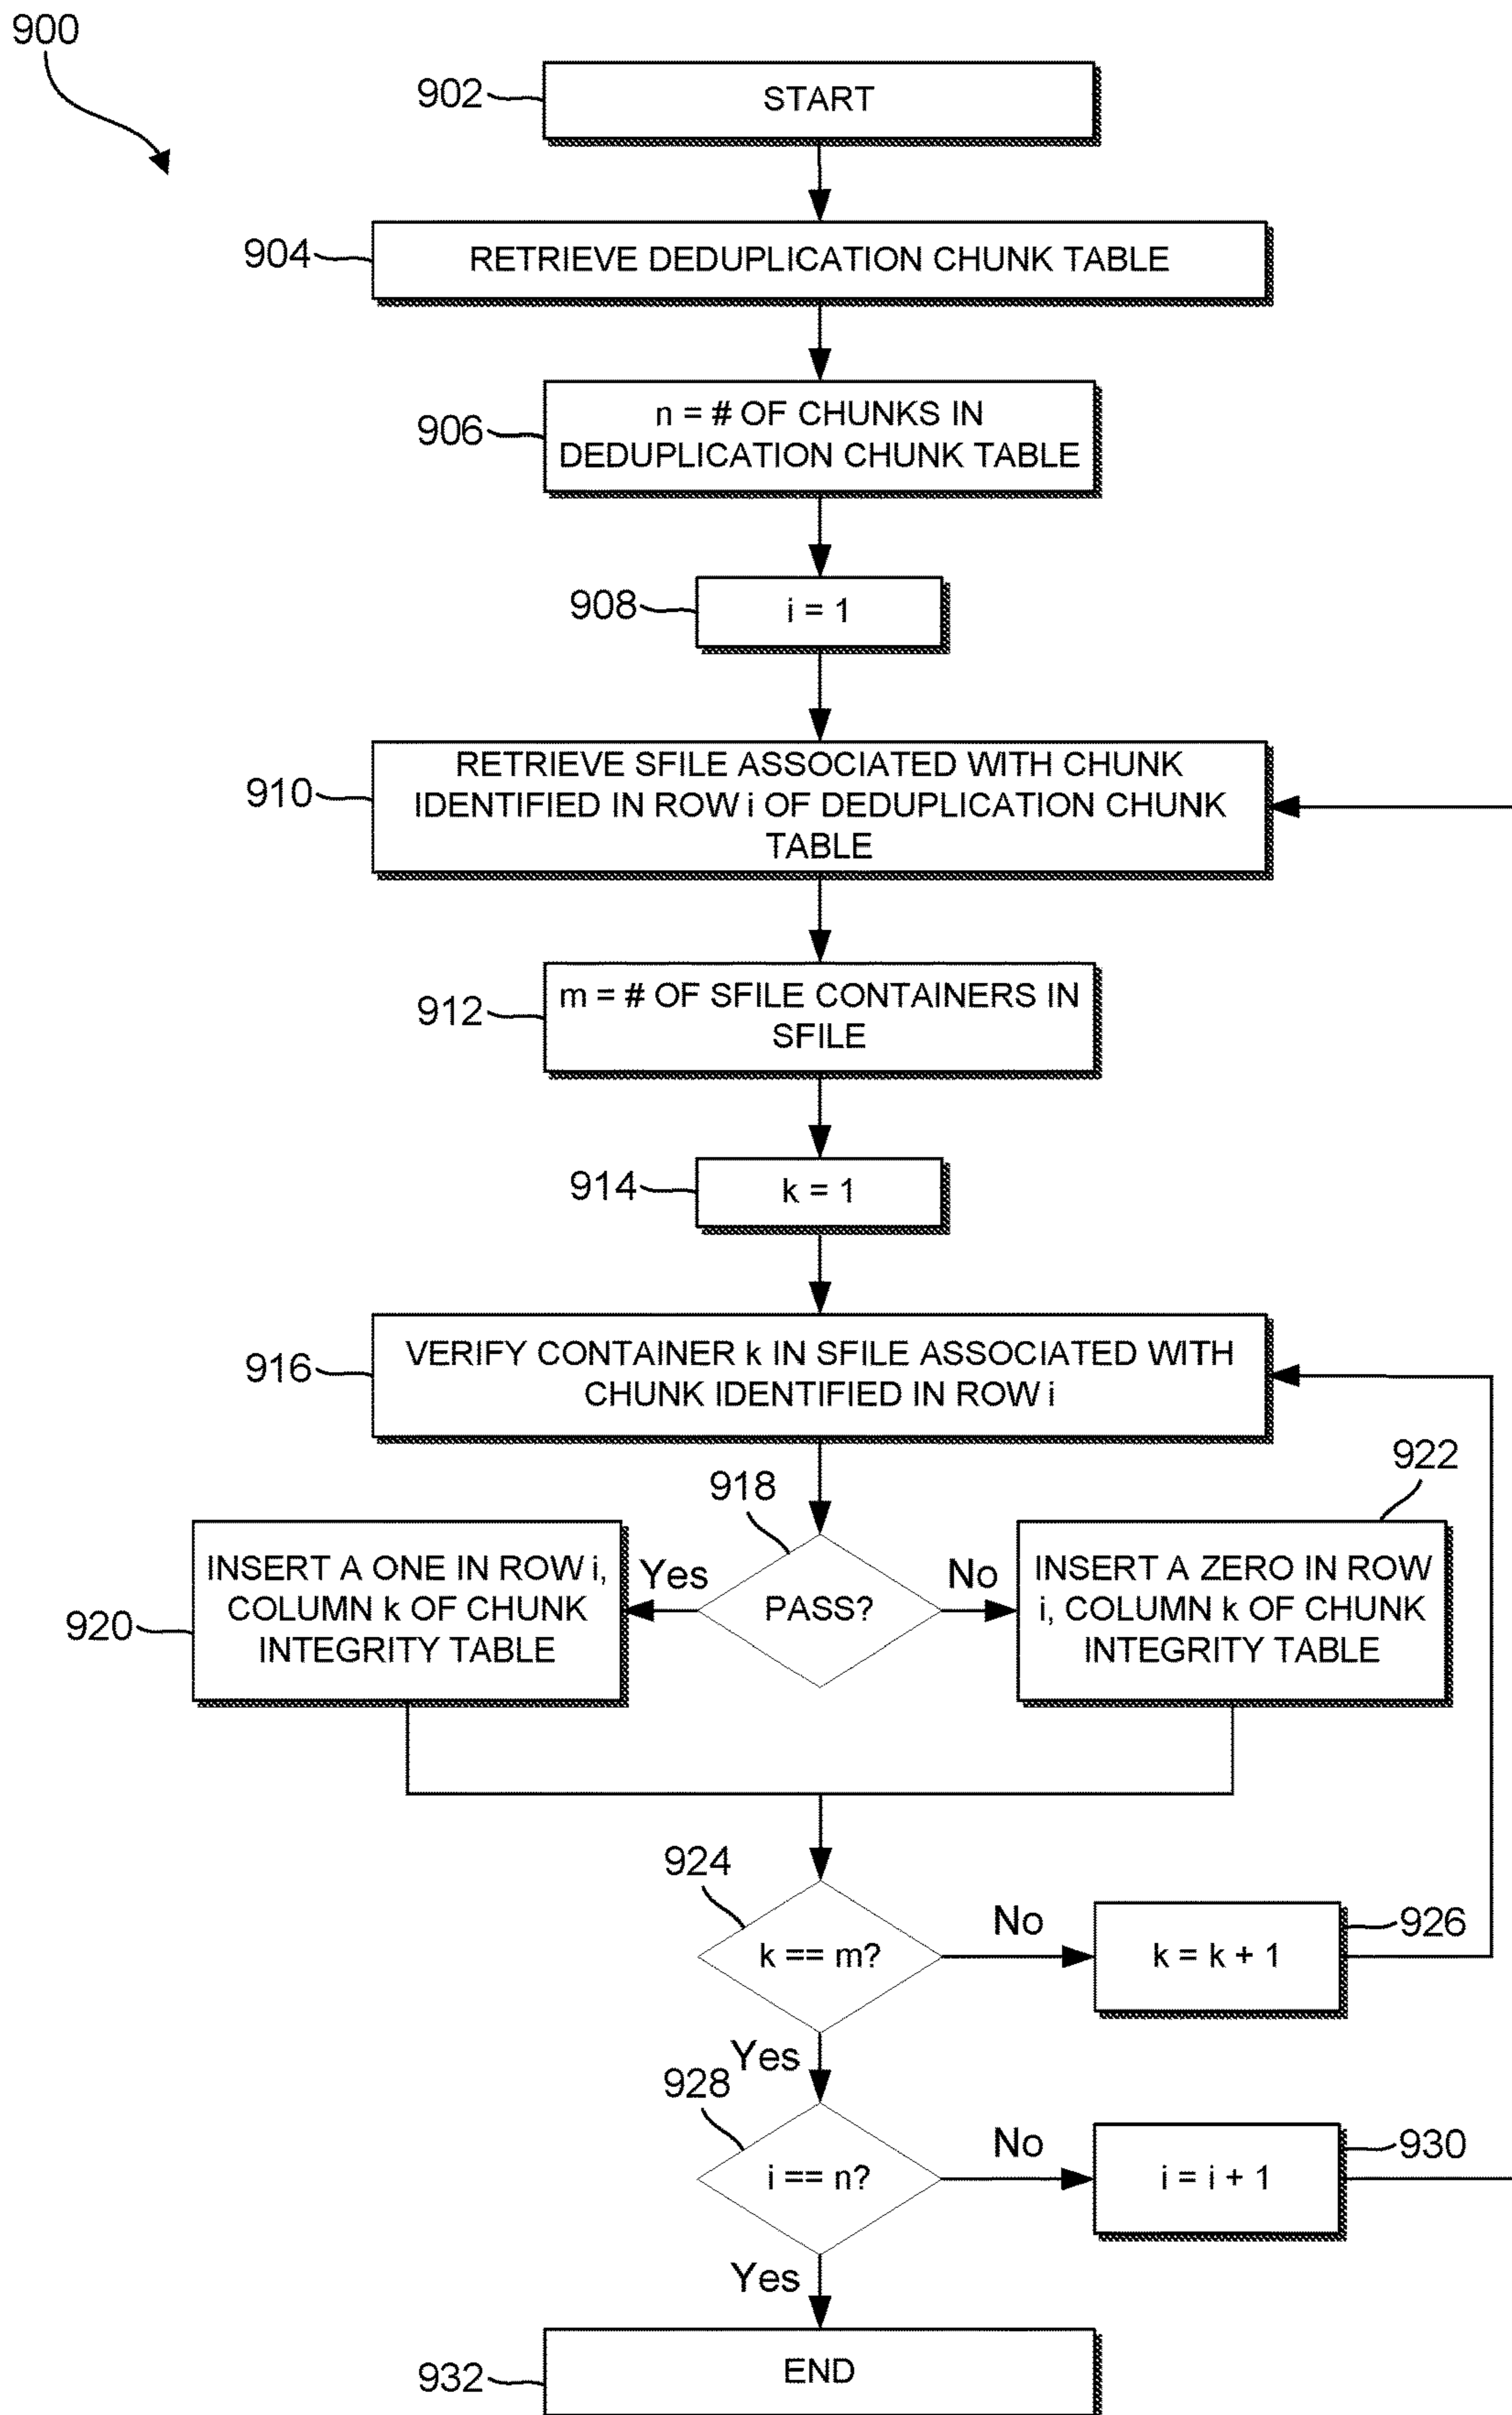 900
902
START
904
RETRIEVE DEDUPLICATION CHUNK TABLE
906
n = # OF CHUNKS IN
DEDUPLICATION CHUNK TABLE
908
i = 1
910
RETRIEVE SFILE ASSOCIATED WITH CHUNK
IDENTIFIED IN ROW i OF DEDUPLICATION CHUNK
TABLE
912
m = # OF SFILE CONTAINERS IN
SFILE
914
k = 1
916
VERIFY CONTAINER k IN SFILE ASSOCIATED WITH
CHUNK IDENTIFIED IN ROW i
918
PASS?
Yes
No
920
INSERT A ONE IN ROW i,
COLUMN k OF CHUNK
INTEGRITY TABLE
922
INSERT A ZERO IN ROW
i, COLUMN k OF CHUNK
INTEGRITY TABLE
924
k == m?
No
926
k = k + 1
Yes
928
i == n?
No
930
i = i + 1
Yes
932
END